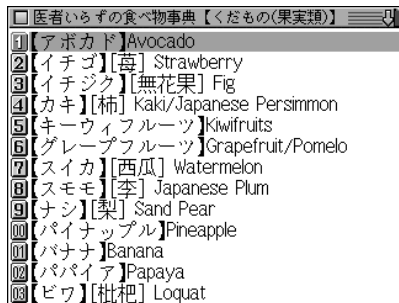 医者いらずの食べ物事典【くだもの(果実類)】
1【アボカド】Avocado
2【イチゴ】[苺] Strawberry
3【イチジク】[無花果] Fig
4【カキ】[柿] Kaki/Japanese Persimmon
5【キーウィフルーツ】Kiwifruits
6【グレープフルーツ】Grapefruit/Pomelo
7【スイカ】[西瓜] Watermelon
8【スモモ】[李] Japanese Plum
9【ナシ】[梨] Sand Pear
00【パイナップル】Pineapple
01【バナナ】Banana
02【パパイア】Papaya
03【ビワ】[枇杷] Loquat